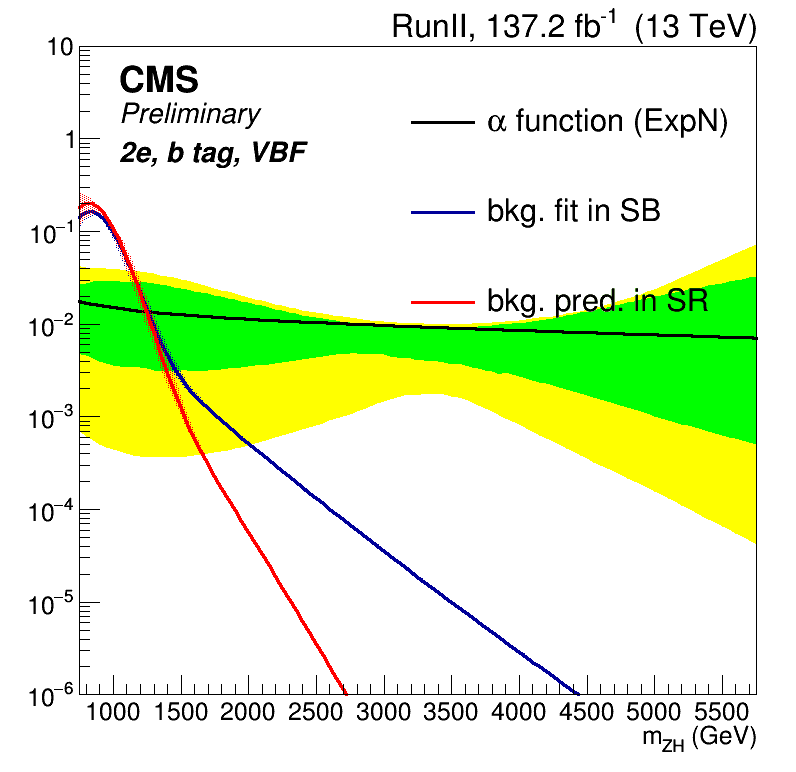 RunII, 137.2 fb⁻¹ (13 TeV)
CMS
Preliminary
2e, b tag, VBF
α function (ExpN)
bkg. fit in SB
bkg. pred. in SR
10
1
10⁻¹
10⁻²
10⁻³
10⁻⁴
10⁻⁵
10⁻⁶
1000 1500 2000 2500 3000 3500 4000 4500 5000 5500
m_ZH (GeV)